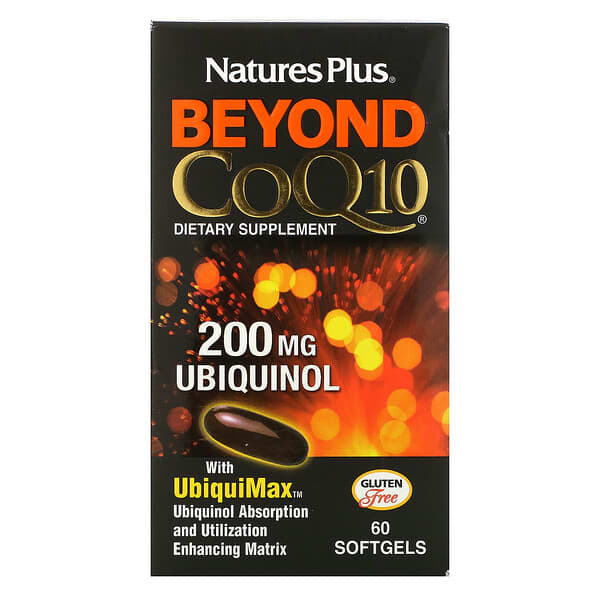 NaturesPlus®
BEYOND
CoQ10®
DIETARY SUPPLEMENT
200 MG
UBIQUINOL
With
UbiquiMax™
Ubiquinol Absorption
and Utilization
Enhancing Matrix
GLUTEN
Free
60
SOFTGELS